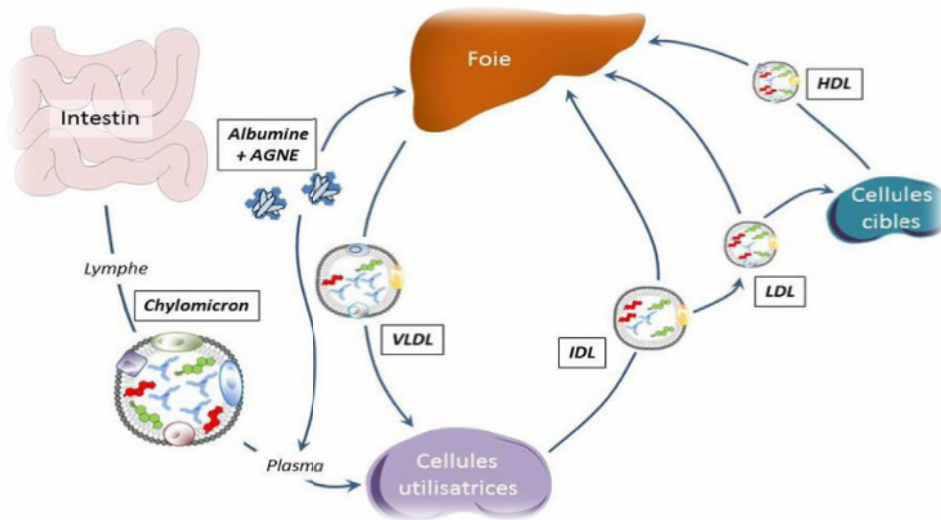 Foie
HDL
Intestin
Albumine
+ AGNE
Cellules
cibles
Lymphe
Chylomicron
LDL
VLDL
IDL
Plasma
Cellules
utilisatrices